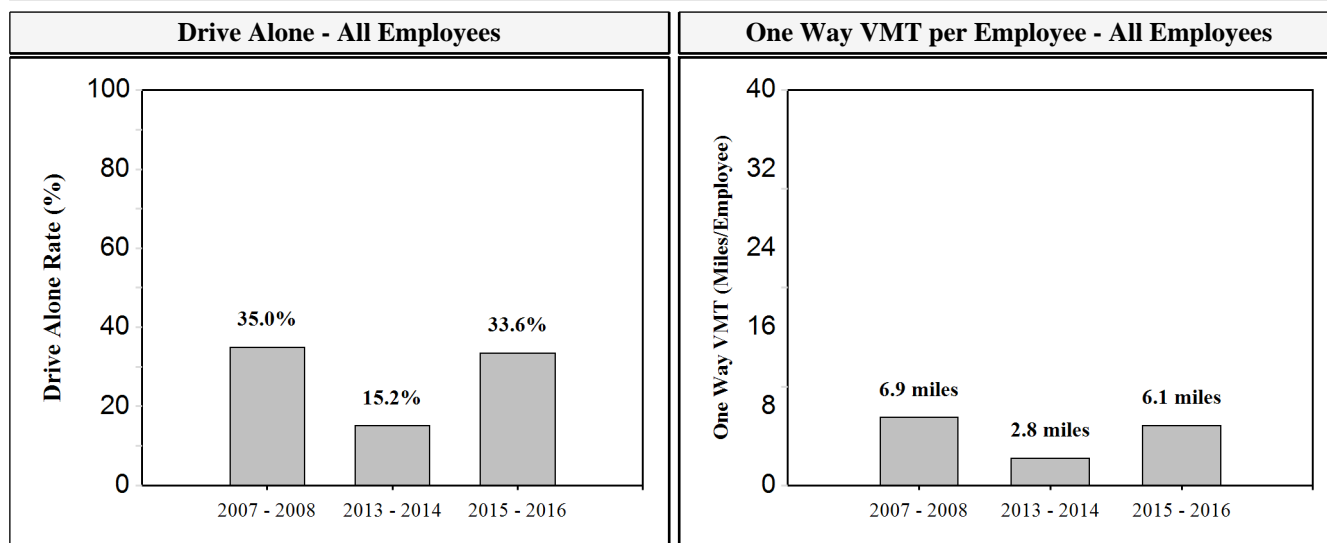 Drive Alone - All Employees
One Way VMT per Employee - All Employees
Drive Alone Rate (%)
100
80
60
40
20
0
35.0%
15.2%
33.6%
2007 - 2008
2013 - 2014
2015 - 2016
One Way VMT (Miles/Employee)
40
32
24
16
8
0
6.9 miles
2.8 miles
6.1 miles
2007 - 2008
2013 - 2014
2015 - 2016